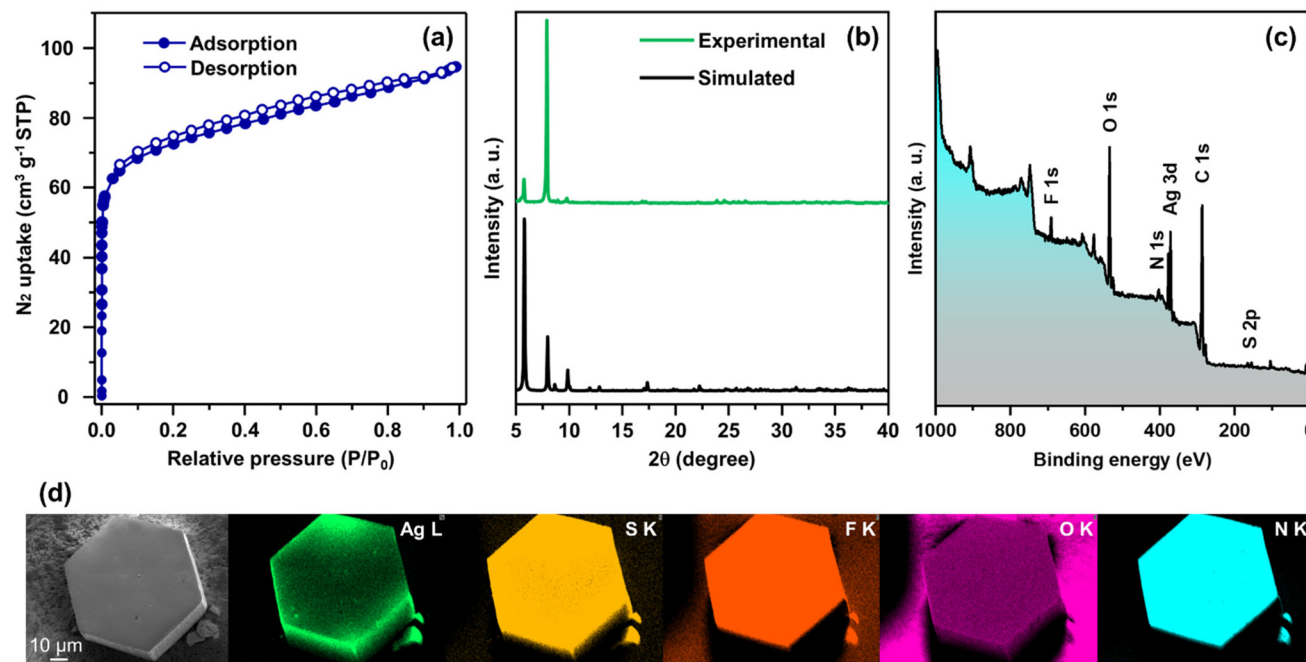 (a)
Adsorption
Desorption
N₂ uptake (cm³ g⁻¹ STP)
100
80
60
40
20
0
0.0 0.2 0.4 0.6 0.8 1.0
Relative pressure (P/P₀)
(b)
Experimental
Simulated
Intensity (a. u.)
5 10 15 20 25 30 35 40
2θ (degree)
(c)
Intensity (a. u.)
F 1s
O 1s
N 1s
Ag 3d
C 1s
S 2p
1000 800 600 400 200 0
Binding energy (eV)
(d)
10 µm
Ag L
S K
F K
O K
N K